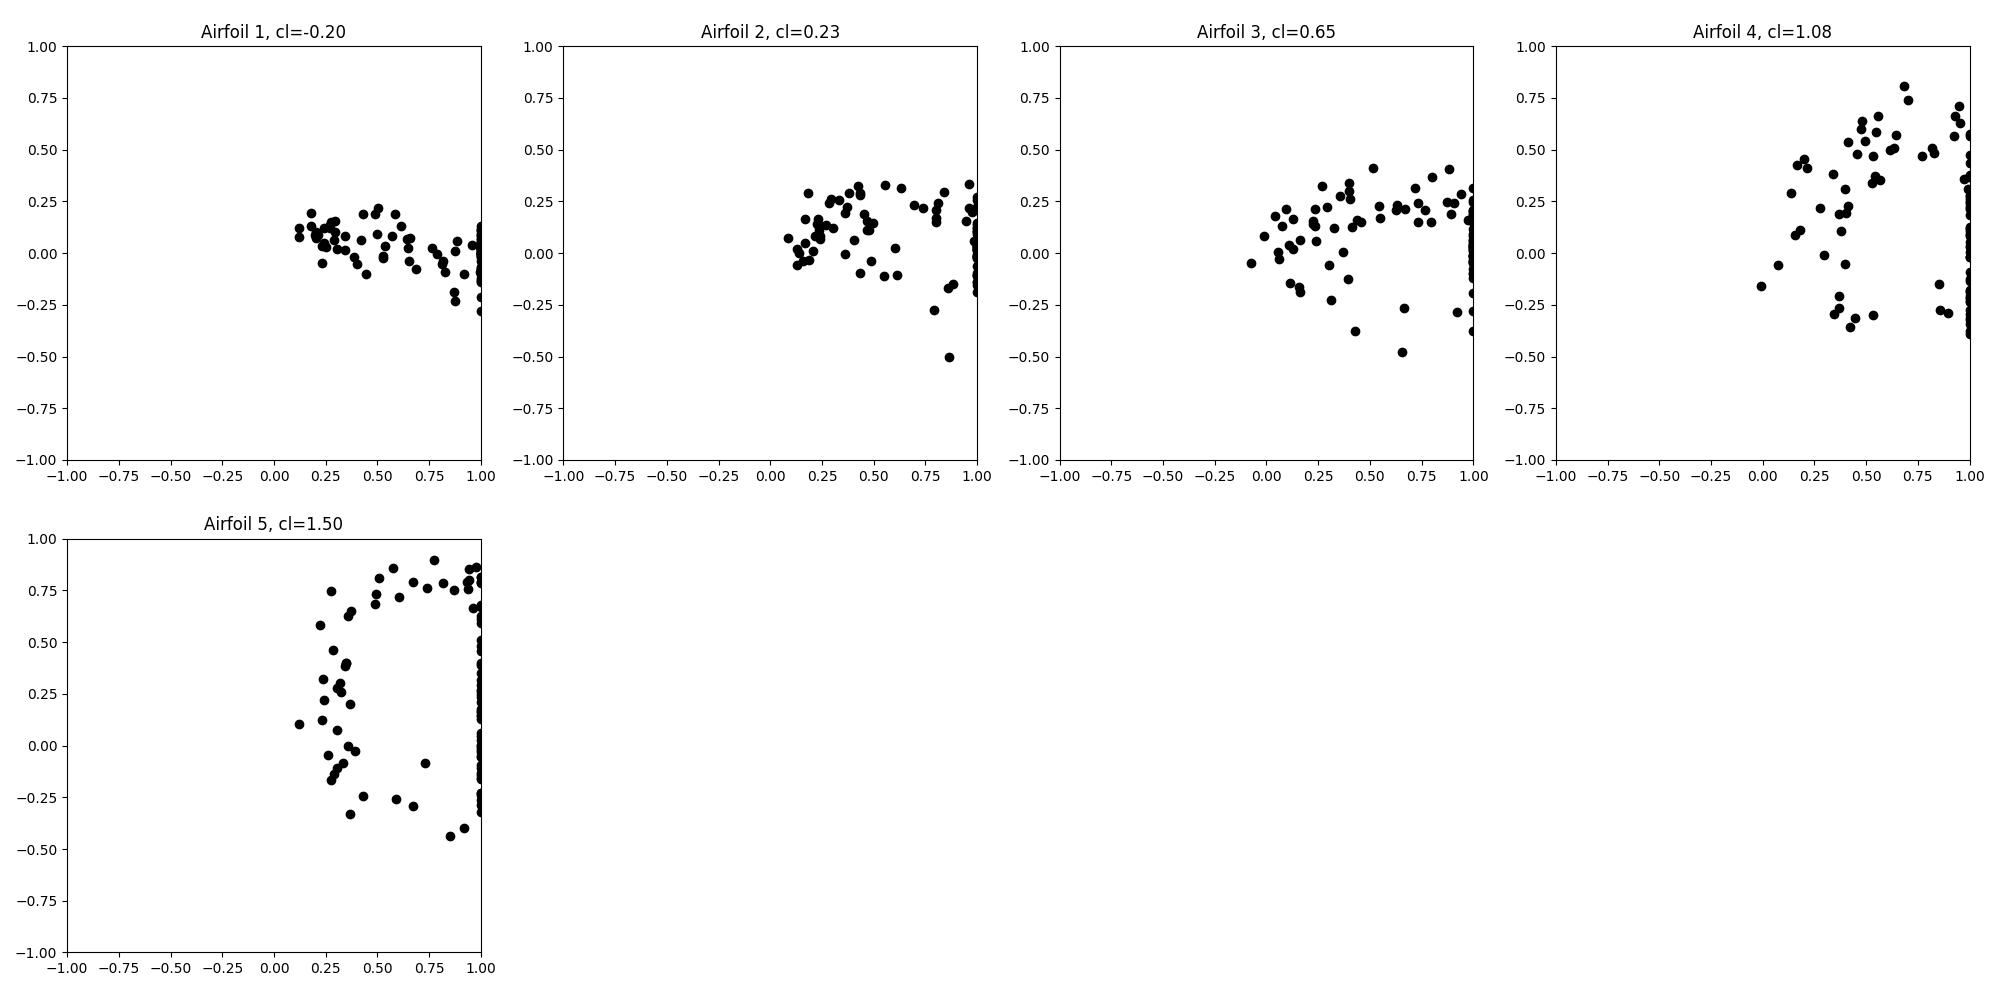 Airfoil 1, cl=-0.20
Airfoil 2, cl=0.23
Airfoil 3, cl=0.65
Airfoil 4, cl=1.08
1.00 1.00 1.00 1.00
0.75 0.75 0.75 0.75
0.50 0.50 0.50 0.50
0.25 0.25 0.25 0.25
0.00 0.00 0.00 0.00
−0.25 −0.25 −0.25 −0.25
−0.50 −0.50 −0.50 −0.50
−0.75 −0.75 −0.75 −0.75
−1.00 −1.00 −1.00 −1.00
−1.00 −0.75 −0.50 −0.25 0.00 0.25 0.50 0.75 1.00
−1.00 −0.75 −0.50 −0.25 0.00 0.25 0.50 0.75 1.00
−1.00 −0.75 −0.50 −0.25 0.00 0.25 0.50 0.75 1.00
−1.00 −0.75 −0.50 −0.25 0.00 0.25 0.50 0.75 1.00
Airfoil 5, cl=1.50
1.00
0.75
0.50
0.25
0.00
−0.25
−0.50
−0.75
−1.00
−1.00 −0.75 −0.50 −0.25 0.00 0.25 0.50 0.75 1.00